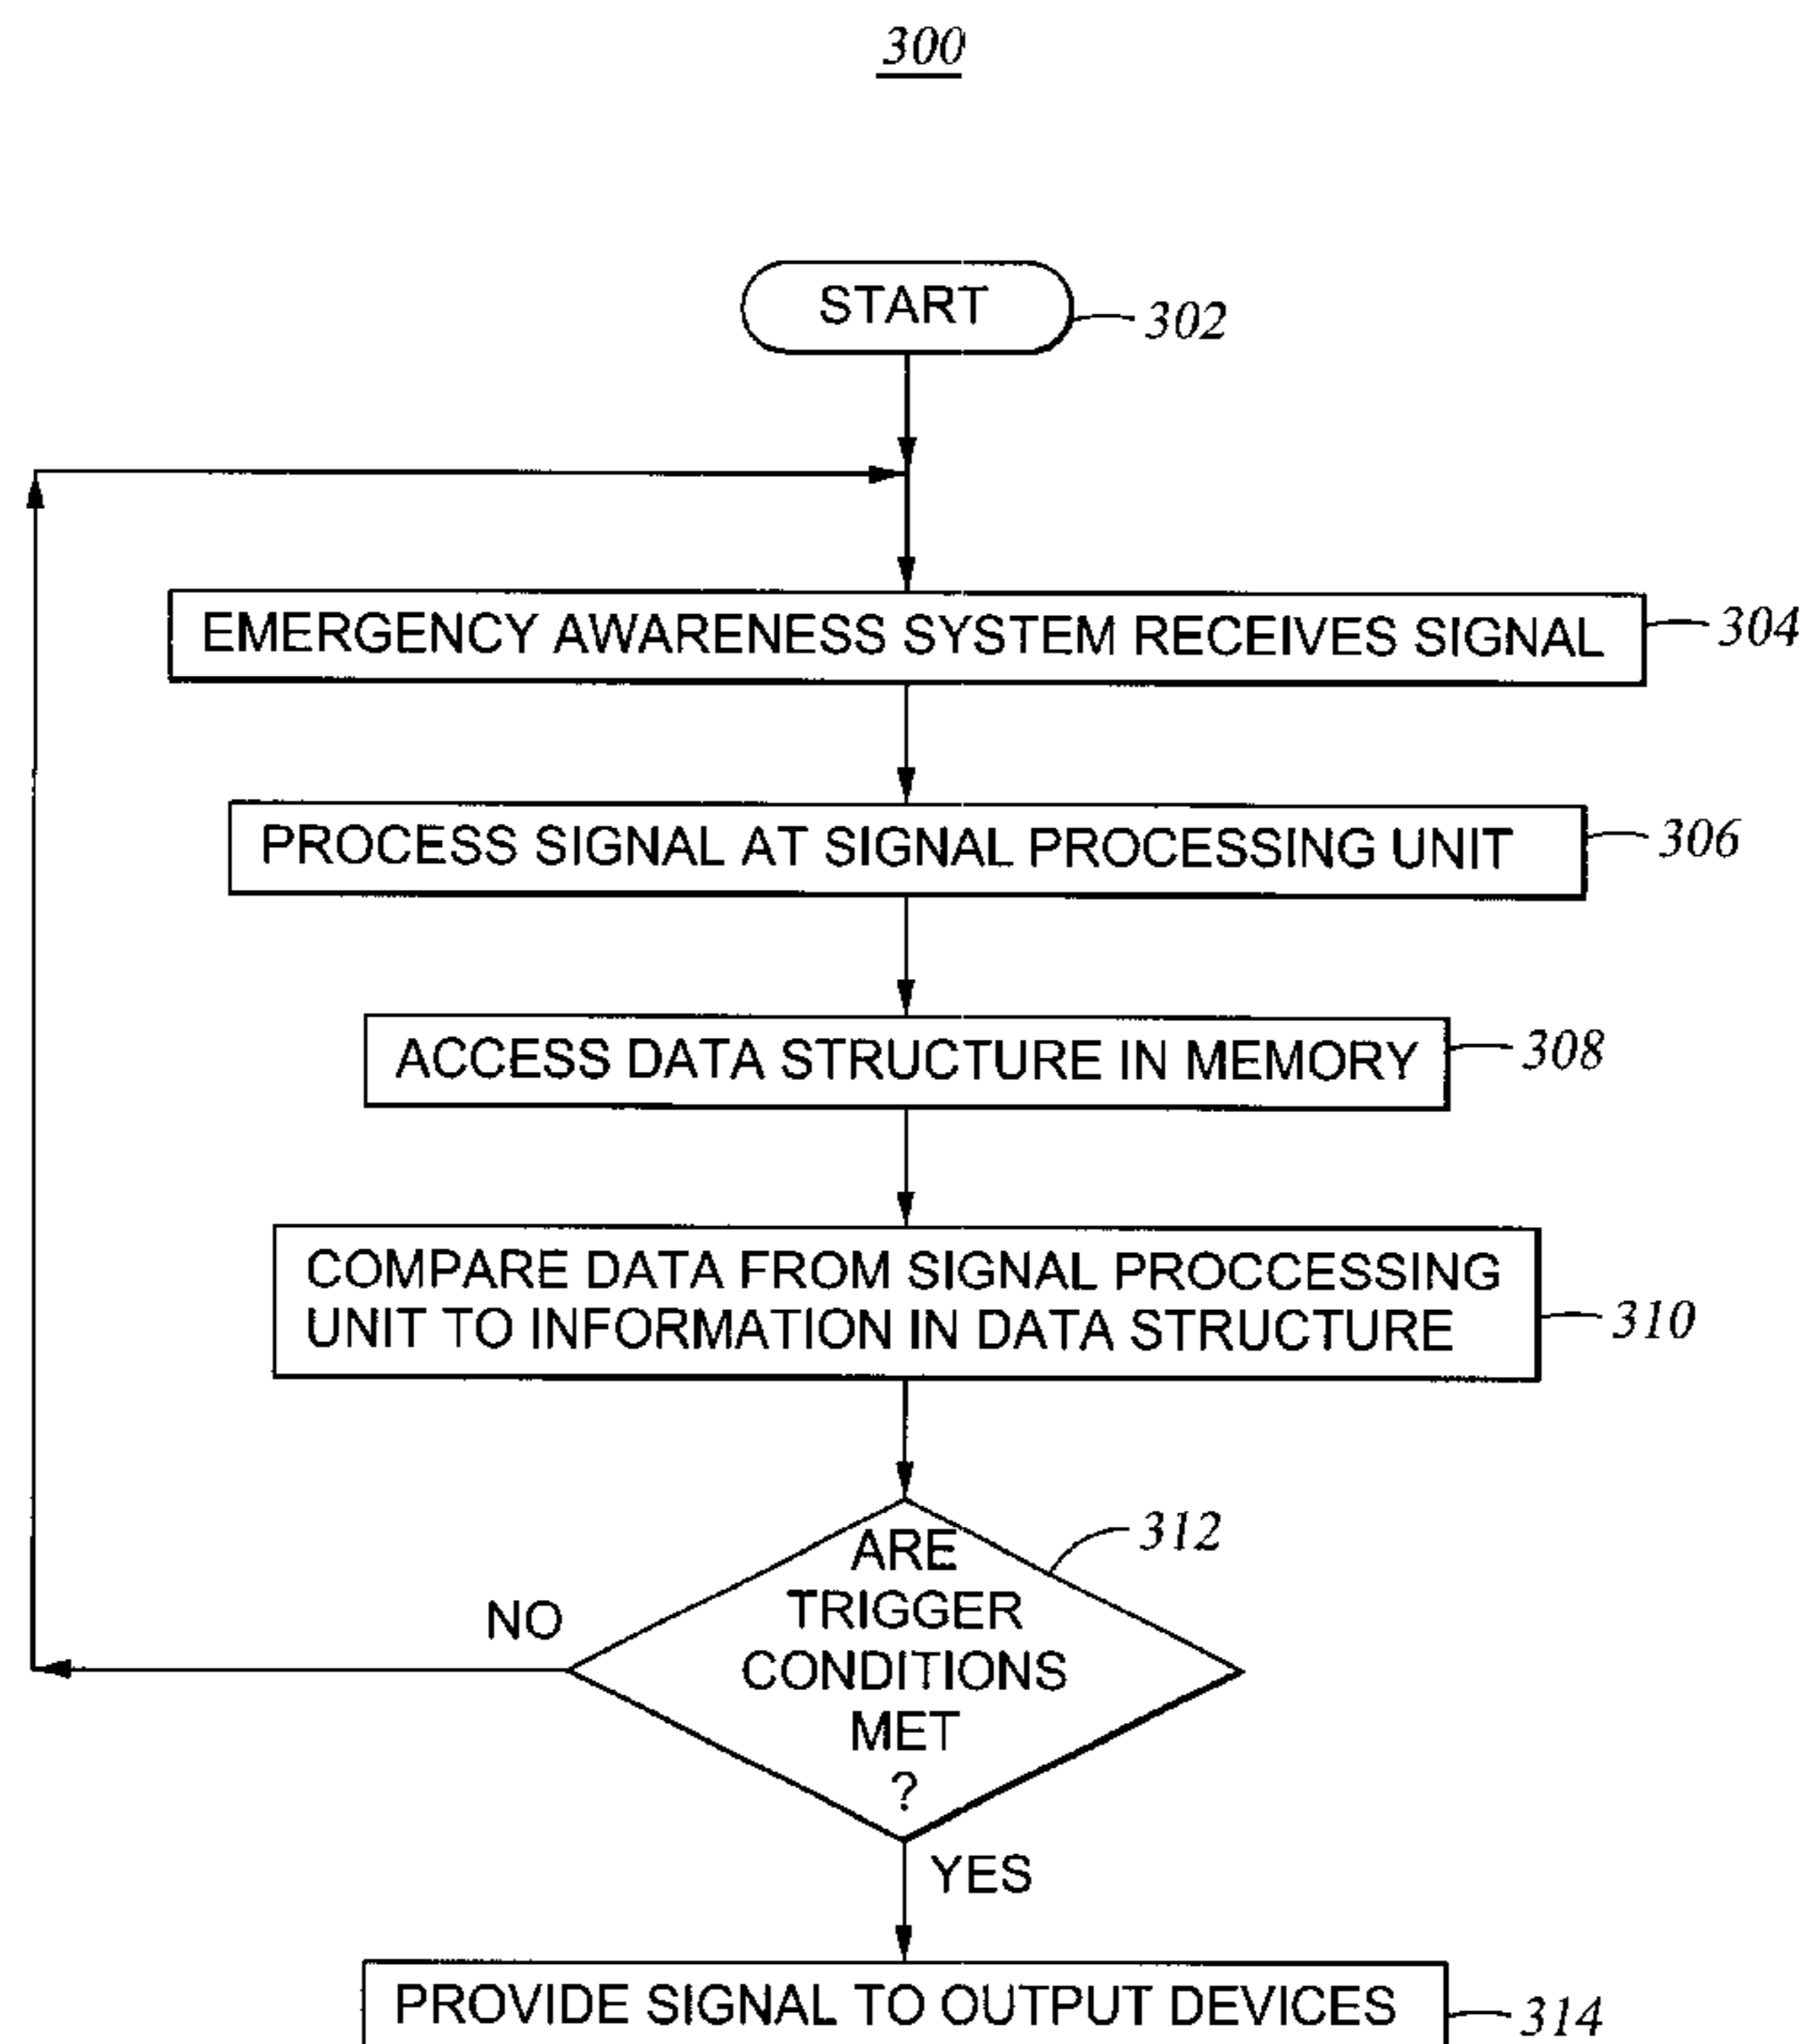 300
START
302
EMERGENCY AWARENESS SYSTEM RECEIVES SIGNAL
304
PROCESS SIGNAL AT SIGNAL PROCESSING UNIT
306
ACCESS DATA STRUCTURE IN MEMORY
308
COMPARE DATA FROM SIGNAL PROCCESSING
UNIT TO INFORMATION IN DATA STRUCTURE
310
312
ARE
TRIGGER
CONDITIONS
MET
?
NO
YES
PROVIDE SIGNAL TO OUTPUT DEVICES
314